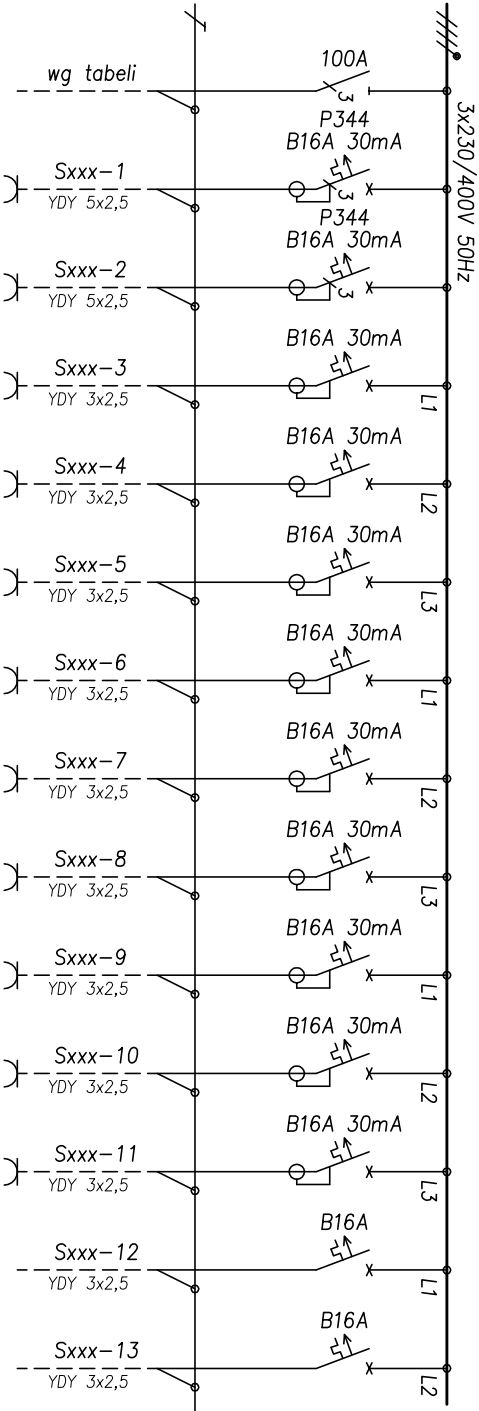 100A
wg tabeli
3
3x230/400V 50Hz
P344
B16A 30mA
Sxxx-1
YDY 5x2,5
3
P344
B16A 30mA
Sxxx-2
YDY 5x2,5
3
B16A 30mA
Sxxx-3
YDY 3x2,5
L1
B16A 30mA
Sxxx-4
YDY 3x2,5
L2
B16A 30mA
Sxxx-5
YDY 3x2,5
L3
B16A 30mA
Sxxx-6
YDY 3x2,5
L1
B16A 30mA
Sxxx-7
YDY 3x2,5
L2
B16A 30mA
Sxxx-8
YDY 3x2,5
L3
B16A 30mA
Sxxx-9
YDY 3x2,5
L1
B16A 30mA
Sxxx-10
YDY 3x2,5
L2
B16A 30mA
Sxxx-11
YDY 3x2,5
L3
B16A
Sxxx-12
YDY 3x2,5
L1
B16A
Sxxx-13
YDY 3x2,5
L2